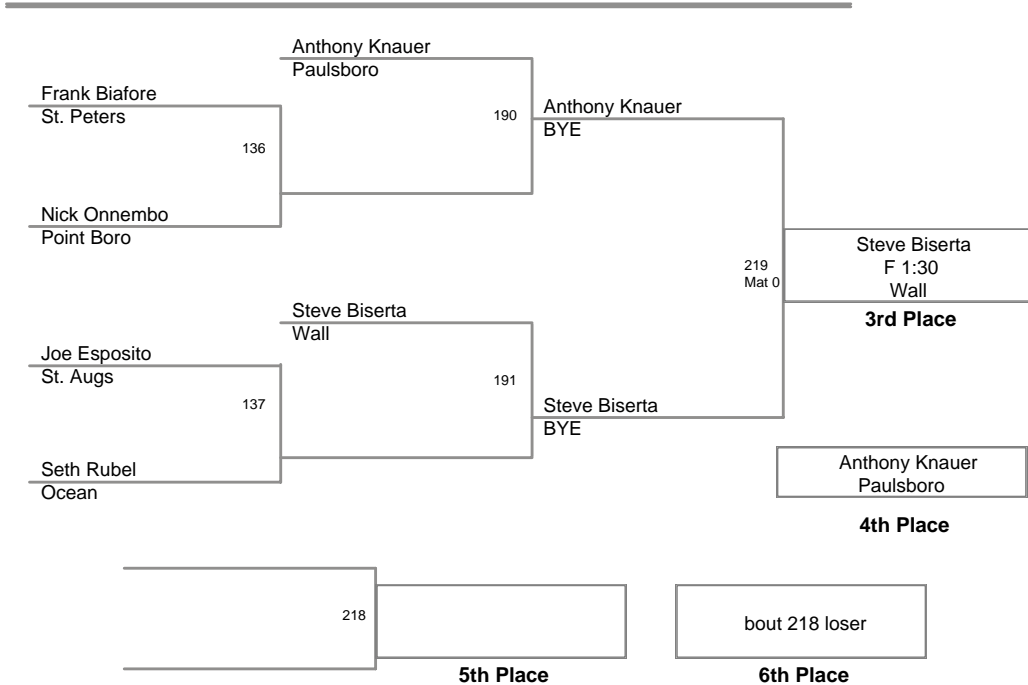 Anthony Knauer
Paulsboro
Frank Biafore
St. Peters
190
Anthony Knauer
BYE
136
Nick Onnembo
Point Boro
219
Mat 0
Steve Biserta
F 1:30
Wall
3rd Place
Steve Biserta
Wall
Joe Esposito
St. Augs
191
137
Steve Biserta
BYE
Seth Rubel
Ocean
Anthony Knauer
Paulsboro
4th Place
218
5th Place
bout 218 loser
6th Place